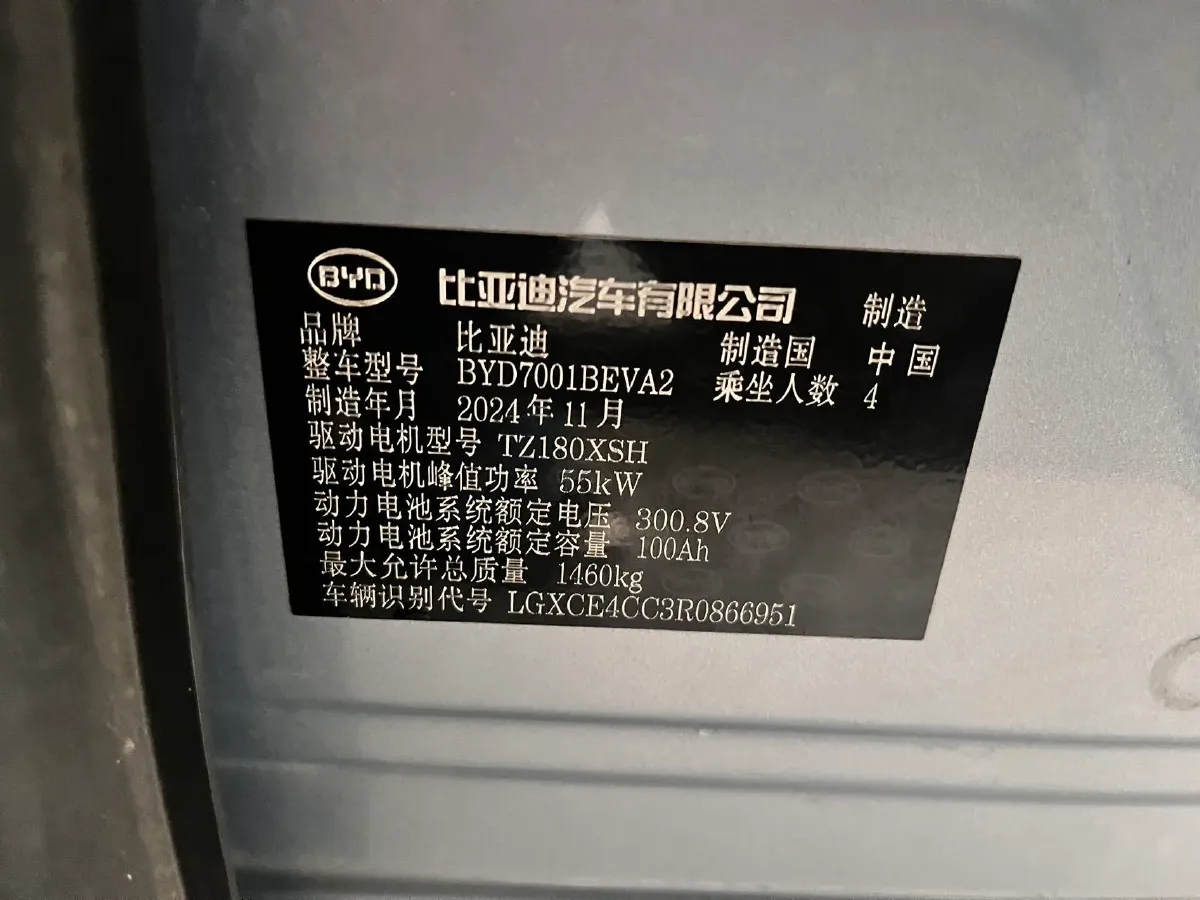 BYD 比亚迪汽车有限公司 制造
品牌 比亚迪 制造国 中国
整车型号 BYD7001BEVA2 乘坐人数 4
制造年月 2024年11月
驱动电机型号 TZ180XSH
驱动电机峰值功率 55kW
动力电池系统额定电压 300.8V
动力电池系统额定容量 100Ah
最大允许总质量 1460kg
车辆识别代号 LGXCE4CC3R0866951